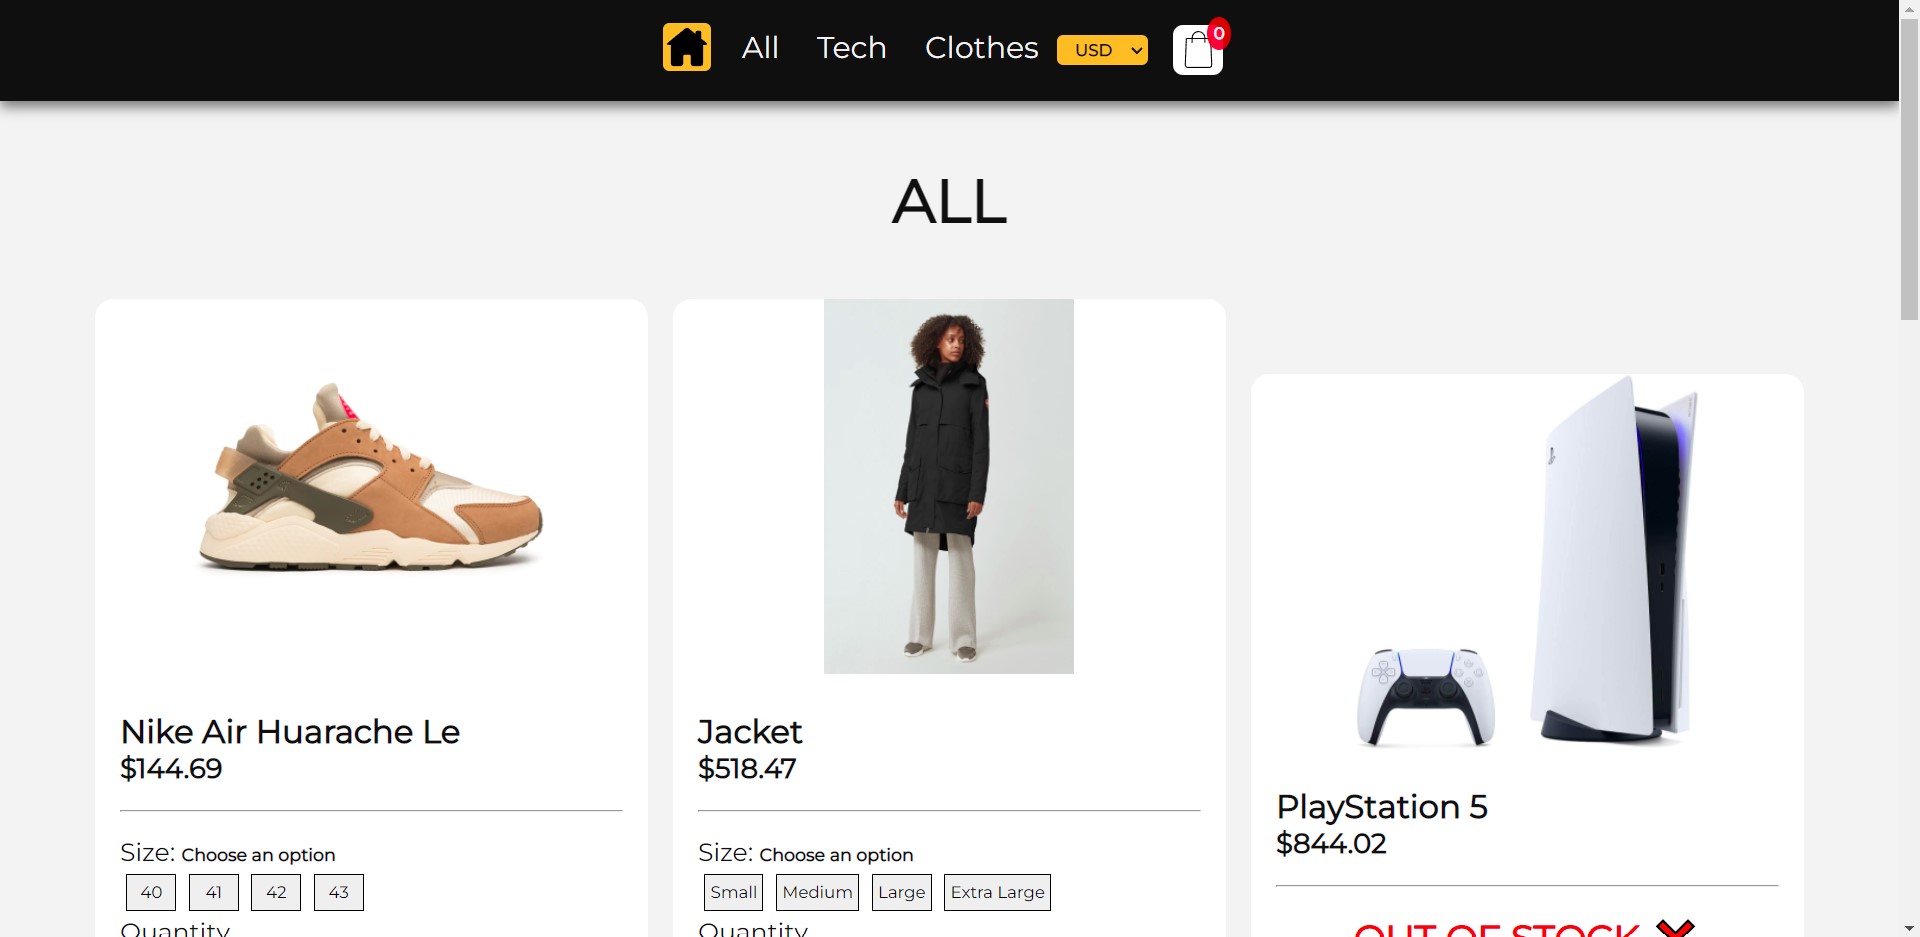 All Tech Clothes USD 0
ALL
Nike Air Huarache Le
$144.69
Size: Choose an option
40 41 42 43
Quantity
Jacket
$518.47
Size: Choose an option
Small Medium Large Extra Large
Quantity
PlayStation 5
$844.02
OUT OF STOCK